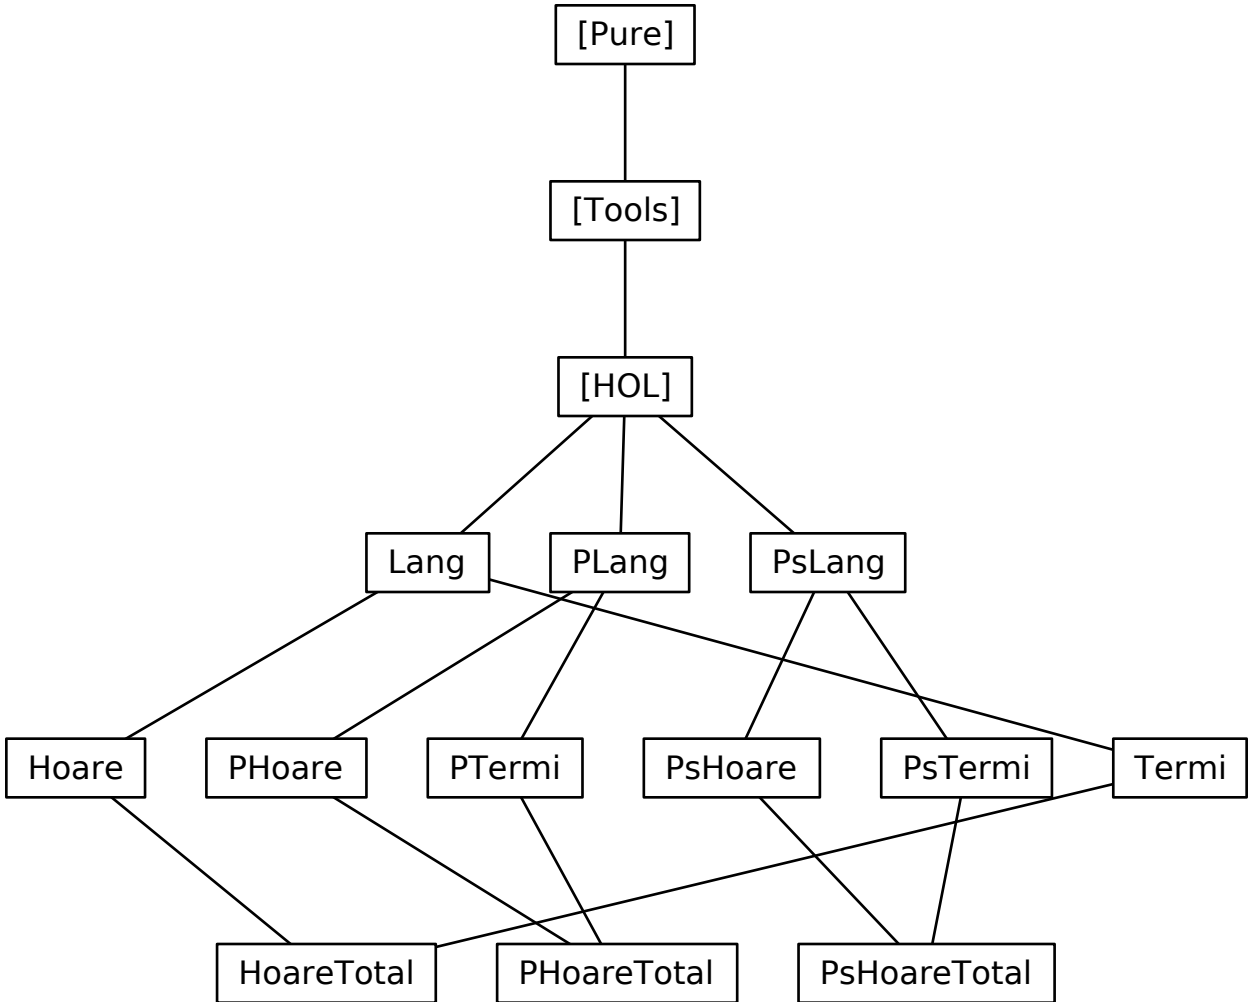 [Pure]
[Tools]
[HOL]
Lang
PLang
PsLang
Hoare
PHoare
PTermi
PsHoare
PsTermi
Termi
HoareTotal
PHoareTotal
PsHoareTotal